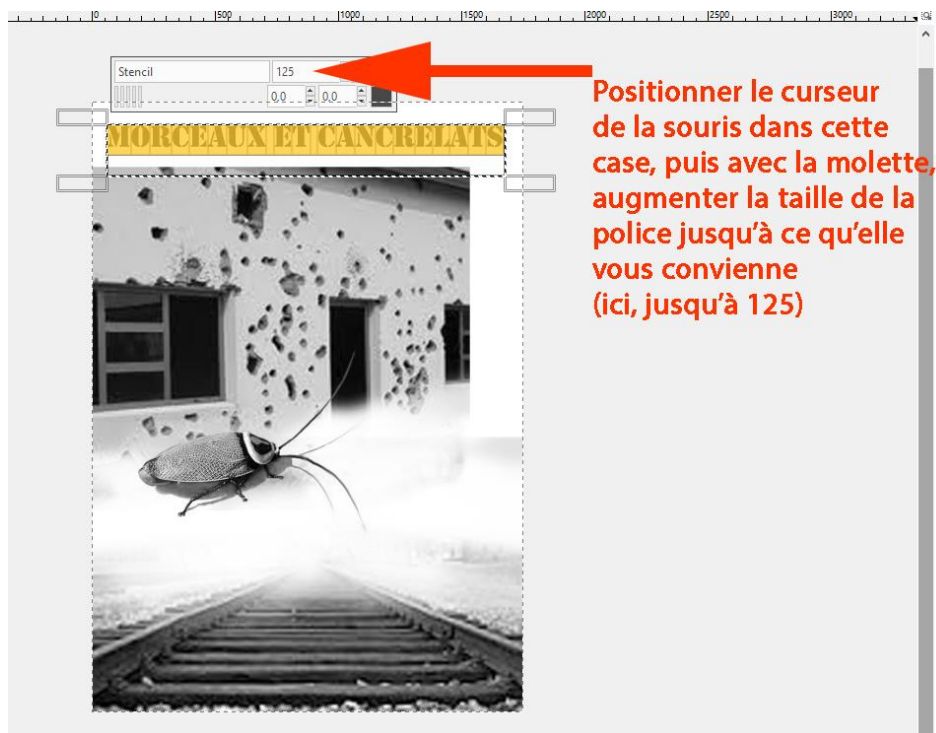 0 500 1000 1500 2000 2500 3000
Stencil 125
0,0 0,0
MORCEAUX ET CANCRELATS
Positionner le curseur
de la souris dans cette
case, puis avec la molette,
augmenter la taille de la
police jusqu'à ce qu'elle
vous convienne
(ici, jusqu'à 125)